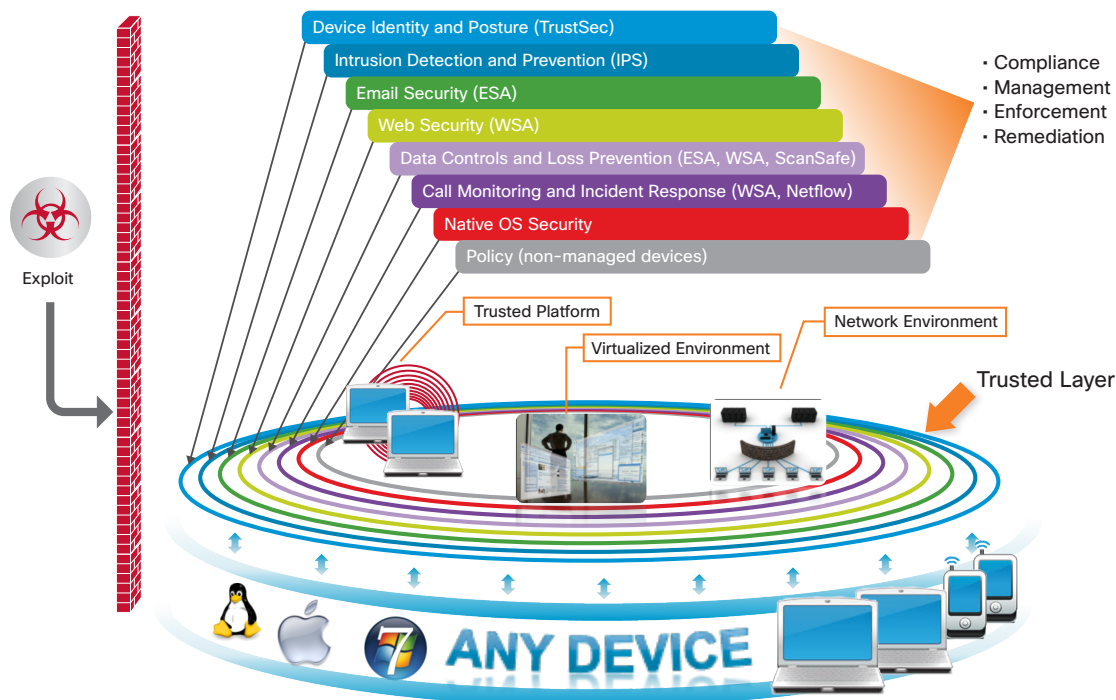 Device Identity and Posture (TrustSec)
Intrusion Detection and Prevention (IPS)
Email Security (ESA)
Web Security (WSA)
Data Controls and Loss Prevention (ESA, WSA, ScanSafe)
Call Monitoring and Incident Response (WSA, Netflow)
Native OS Security
Policy (non-managed devices)
· Compliance
· Management
· Enforcement
· Remediation
Exploit
Trusted Platform
Virtualized Environment
Network Environment
Trusted Layer
7
ANY DEVICE